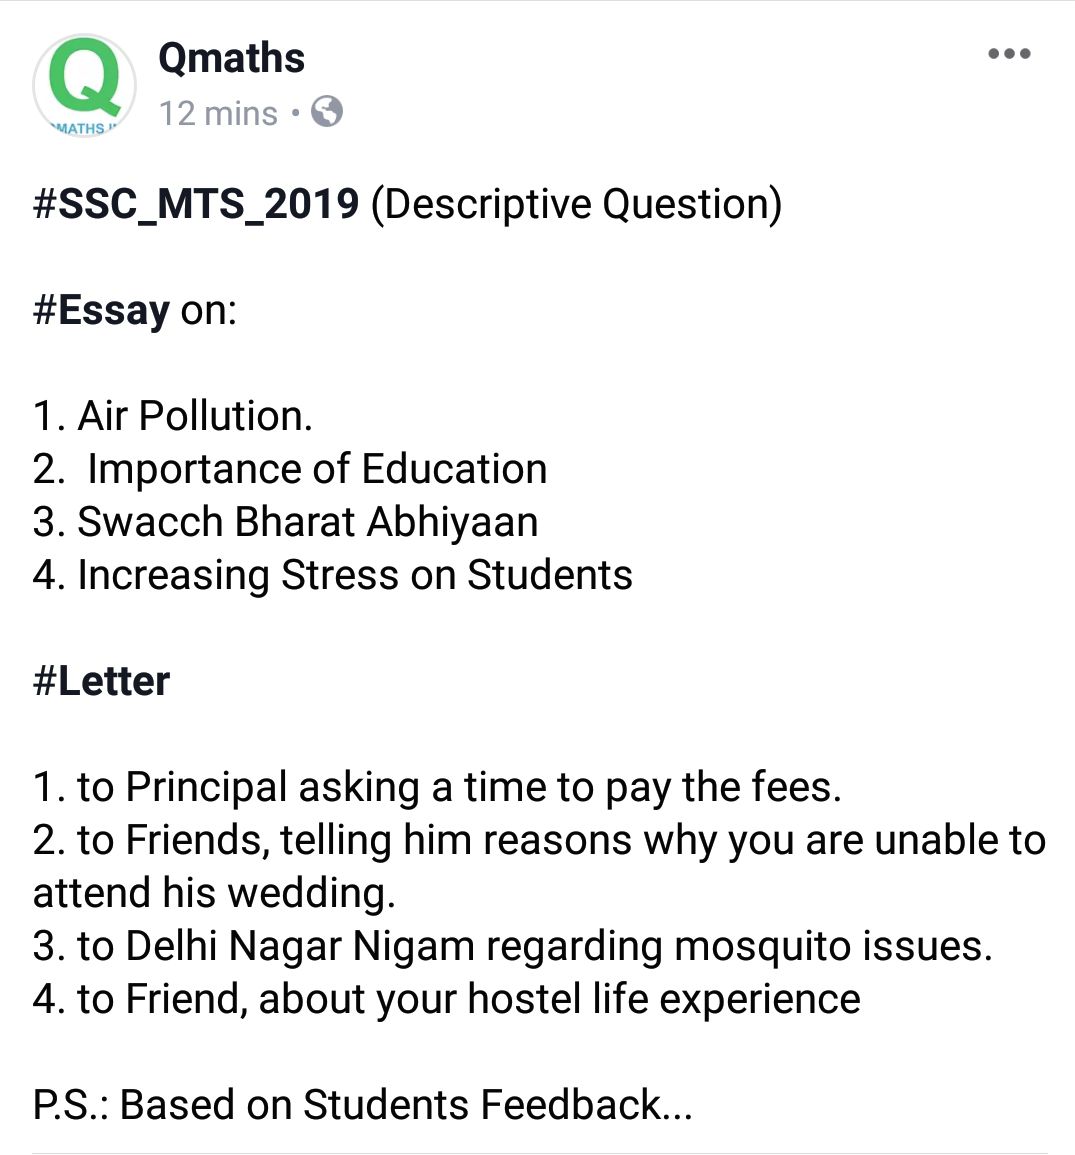 Qmaths
12 mins •
Q
MATHS
#SSC_MTS_2019 (Descriptive Question)
#Essay on:
1. Air Pollution.
2.  Importance of Education
3. Swacch Bharat Abhiyaan
4. Increasing Stress on Students
#Letter
1. to Principal asking a time to pay the fees.
2. to Friends, telling him reasons why you are unable to
attend his wedding.
3. to Delhi Nagar Nigam regarding mosquito issues.
4. to Friend, about your hostel life experience
P.S.: Based on Students Feedback...